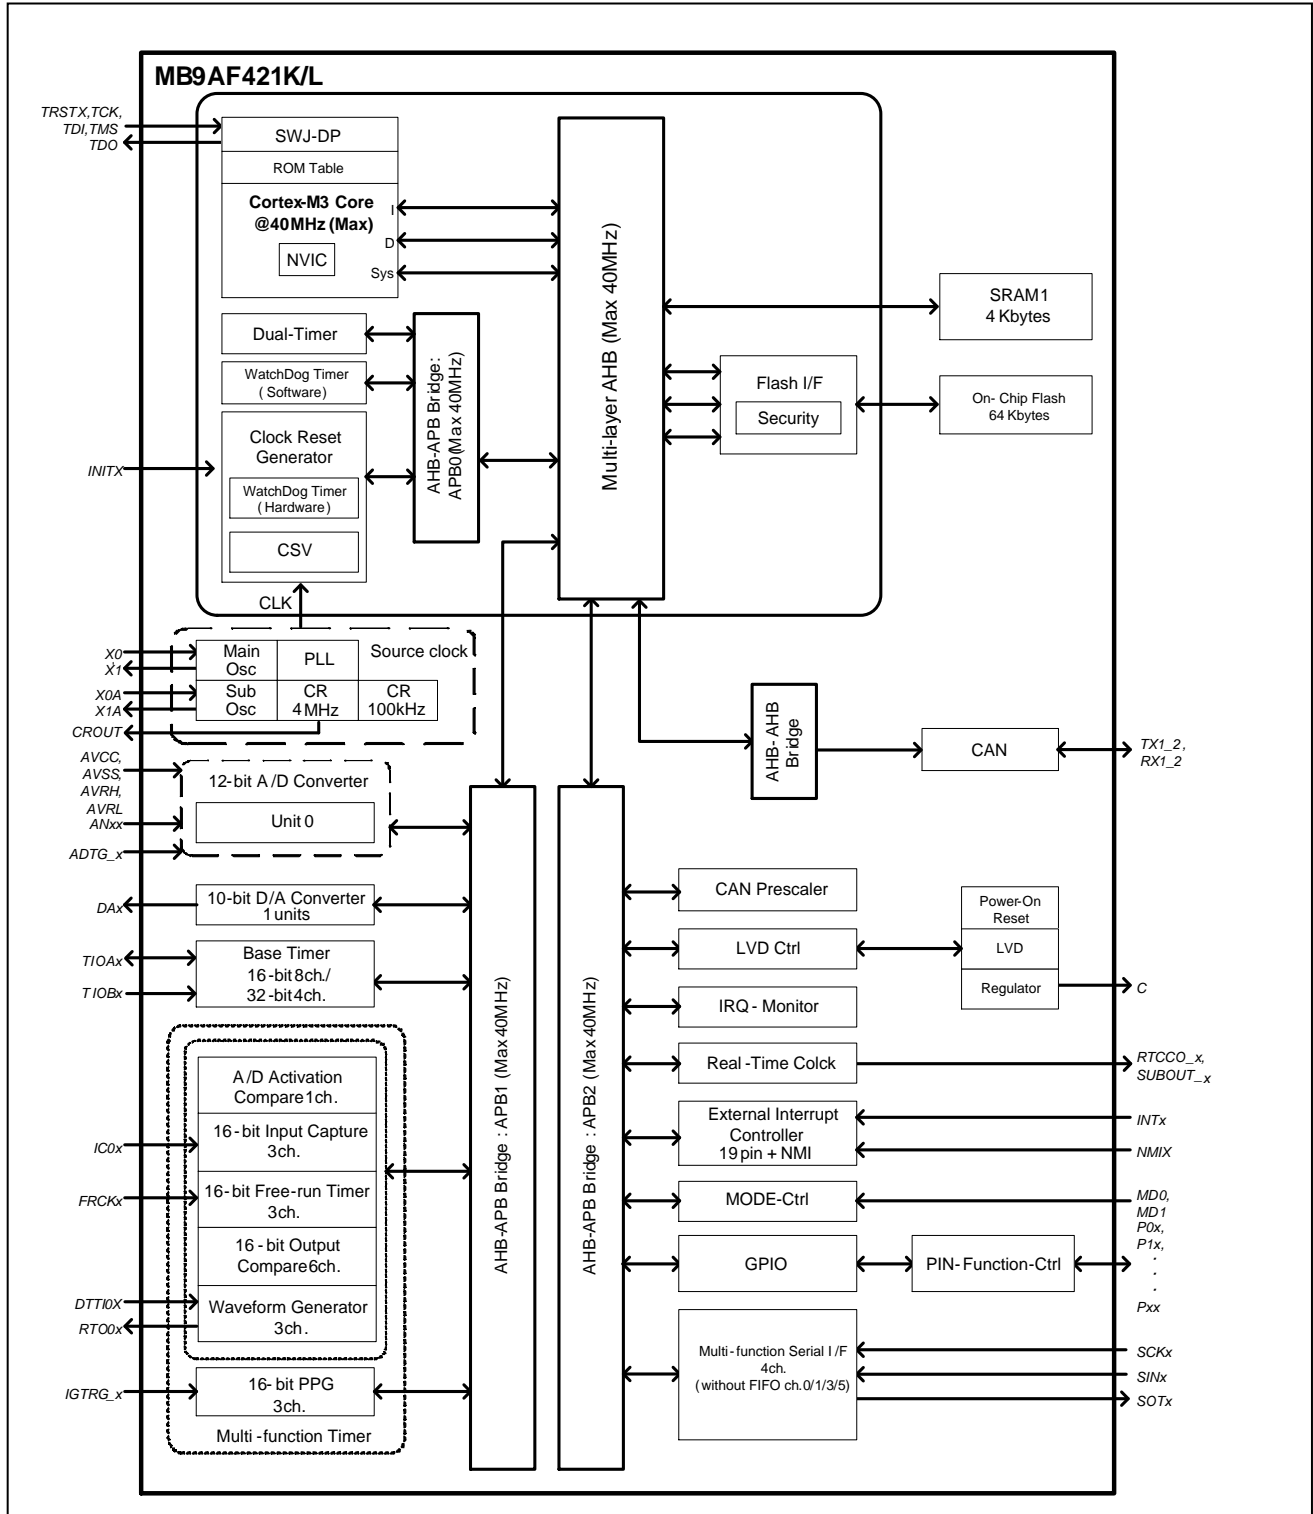 MB9AF421K/L
TRSTX,TCK,
TDI,TMS
TDO
SWJ-DP
ROM Table
Cortex-M3 Core
@40MHz (Max)
I
D
Sys
NVIC
Multi-layer AHB (Max 40MHz)
SRAM1
4 Kbytes
Dual-Timer
WatchDog Timer
(Software)
AHB-APB Bridge:
APB0(Max 40MHz)
Flash I/F
Security
On-Chip Flash
64 Kbytes
INITX
Clock Reset
Generator
WatchDog Timer
(Hardware)
CSV
CLK
X0
X1
X0A
X1A
CROUT
Main
Osc
PLL
Source clock
Sub
Osc
CR
4MHz
CR
100kHz
AHB-AHB
Bridge
CAN
TX1_2,
RX1_2
AVCC,
AVSS,
AVRH,
AVRL
ANxx
ADTG_x
12-bit A/D Converter
Unit 0
DAx
10-bit D/A Converter
1units
TIOAx
TIOBx
Base Timer
16-bit 8ch./
32-bit 4ch.
IC0x
FRCKx
A/D Activation
Compare 1ch.
16-bit Input Capture
3ch.
16-bit Free-run Timer
3ch.
16-bit Output
Compare 6ch.
DTTI0X
RTO0x
Waveform Generator
3ch.
IGTRG_x
16-bit PPG
3ch.
Multi-function Timer
AHB-APB Bridge : APB1 (Max 40MHz)
AHB-APB Bridge : APB2 (Max 40MHz)
CAN Prescaler
LVD Ctrl
Power-On
Reset
LVD
Regulator
C
IRQ-Monitor
Real-Time Colck
RTCCO_x,
SUBOUT_x
External Interrupt
Controller
19pin + NMI
INTx
NMIX
MODE-Ctrl
MD0,
MD1
GPIO
PIN-Function-Ctrl
P0x,
P1x,
.
.
.
Pxx
Multi-function Serial I/F
4ch.
(without FIFO ch.0/1/3/5)
SCKx
SINx
SOTx